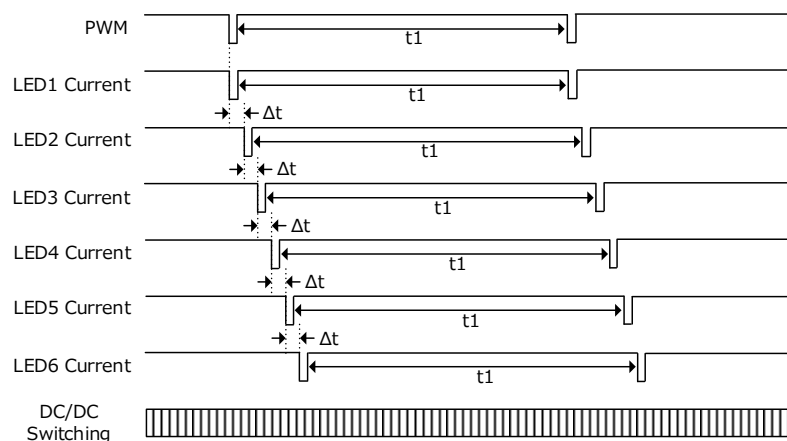 PWM
t1
LED1 Current
t1
Δt
LED2 Current
t1
Δt
LED3 Current
t1
Δt
LED4 Current
t1
Δt
LED5 Current
t1
Δt
LED6 Current
t1
DC/DC
Switching